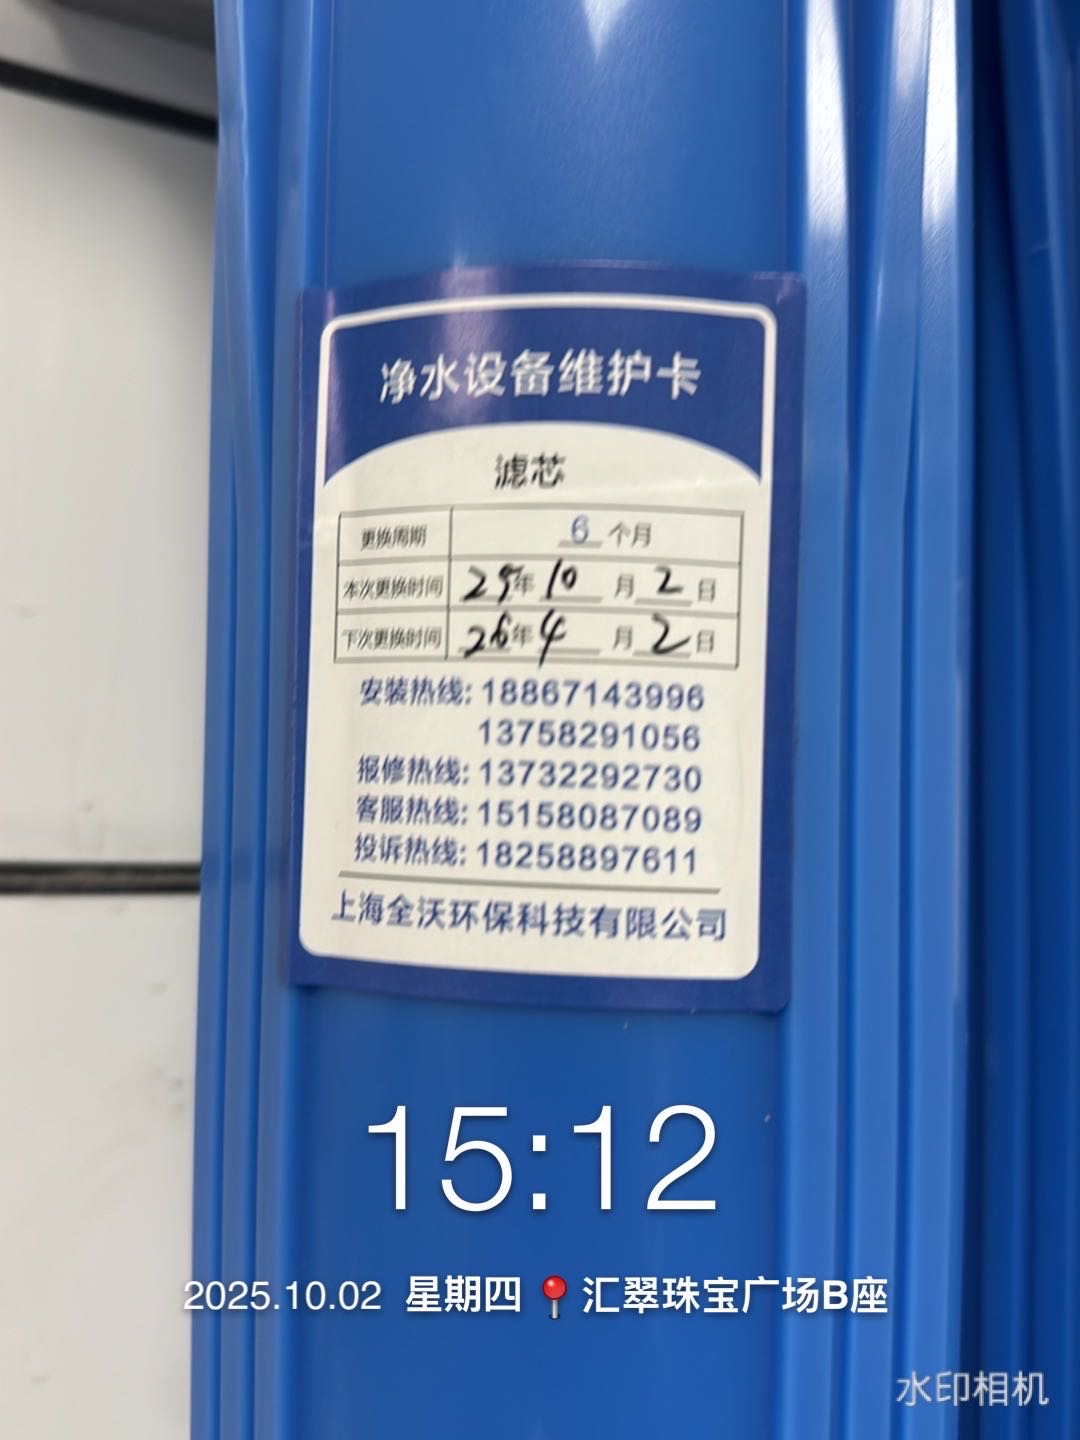 净水设备维护卡
滤芯
更换周期 6 个月
本次更换时间 25年10月2日
下次更换时间 26年4月2日
安装热线: 18867143996
13758291056
报修热线: 13732292730
客服热线: 15158087089
投诉热线: 18258897611
上海全沃环保科技有限公司
15:12
2025.10.02 星期四 📍汇翠珠宝广场B座
水印相机